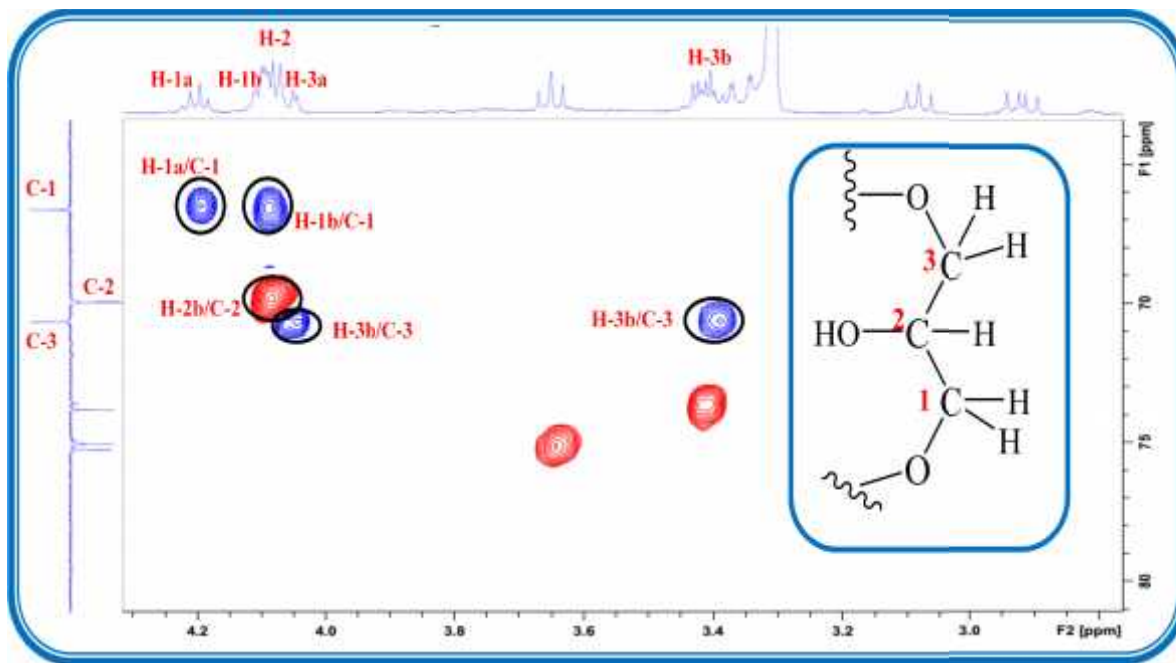 H-2
H-1a
H-1b
H-3a
H-3b
F1 [ppm]
H-1a/C-1
C-1
H-1b/C-1
C-2
H-2b/C-2
C-3
H-3b/C-3
H-3b/C-3
70
75
80
O
H
H
3
C
HO
2
C
H
1
C
H
H
O
4.2
4.0
3.8
3.6
3.4
3.2
3.0
F2 [ppm]